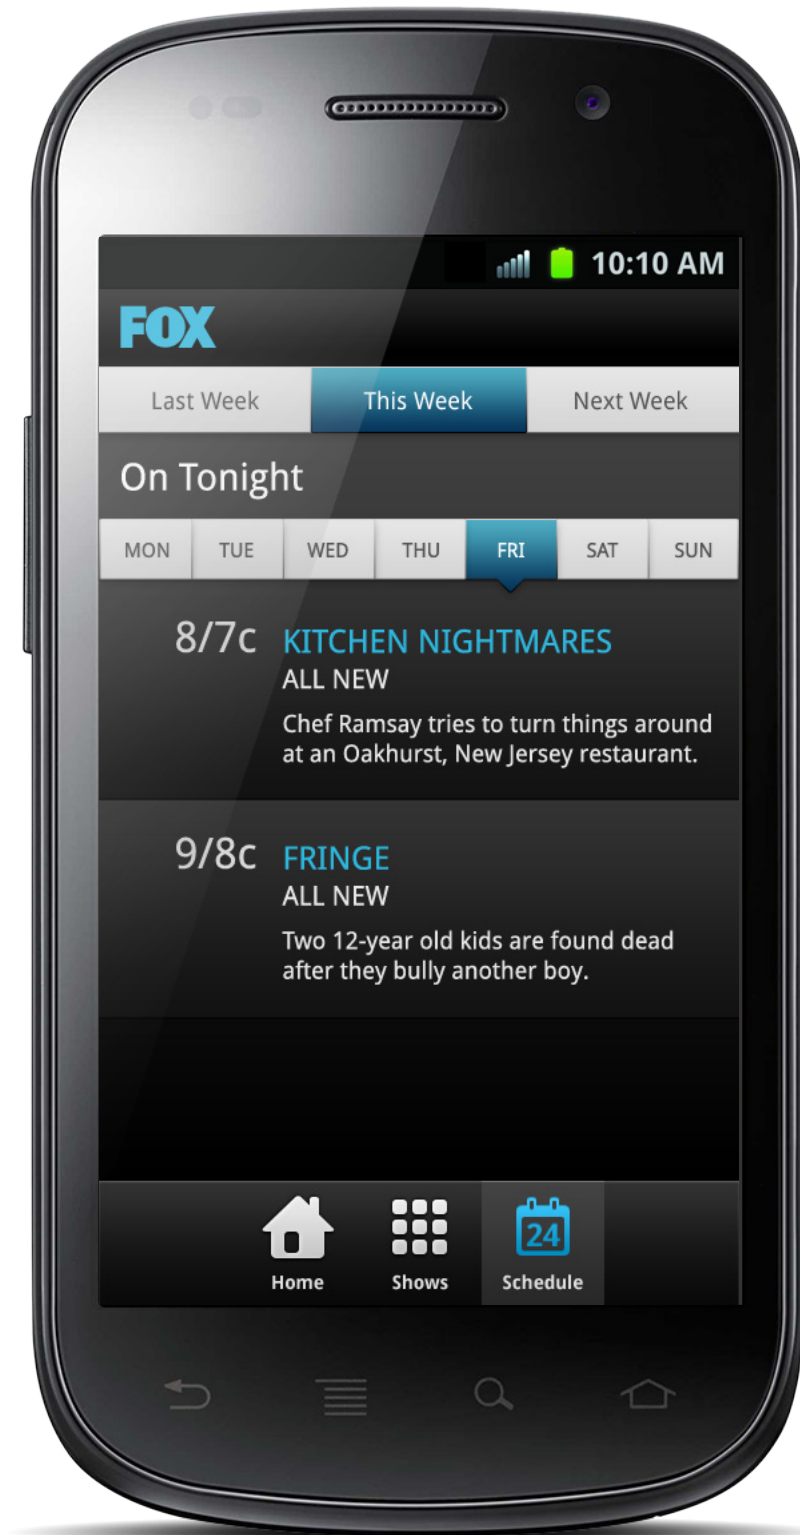 10:10 AM
FOX
Last Week This Week Next Week
On Tonight
MON TUE WED THU FRI SAT SUN
8/7c KITCHEN NIGHTMARES
ALL NEW
Chef Ramsay tries to turn things around
at an Oakhurst, New Jersey restaurant.
9/8c FRINGE
ALL NEW
Two 12-year old kids are found dead
after they bully another boy.
24
Home Shows Schedule